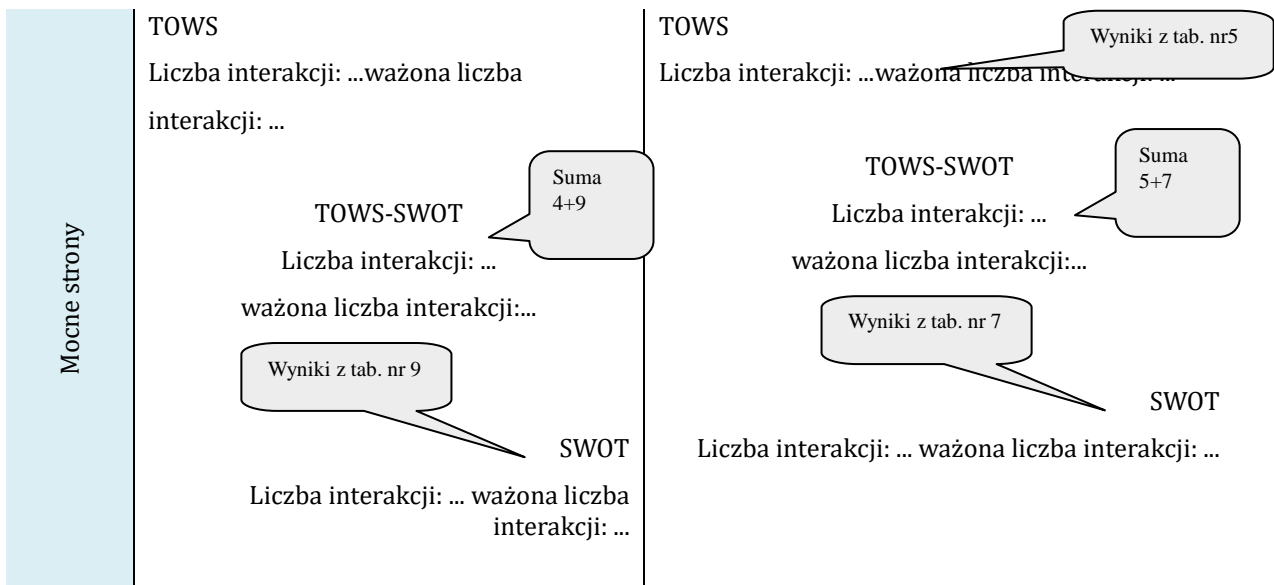 Mocne strony
TOWS
Liczba interakcji: ...ważona liczba
interakcji: ...
Suma
4+9
TOWS-SWOT
Liczba interakcji: ...
ważona liczba interakcji:...
Wyniki z tab. nr 9
SWOT
Liczba interakcji: ... ważona liczba
interakcji: ...
TOWS
Wyniki z tab. nr5
Liczba interakcji: ...ważona liczba interakcji: ...
Suma
5+7
TOWS-SWOT
Liczba interakcji: ...
ważona liczba interakcji:...
Wyniki z tab. nr 7
SWOT
Liczba interakcji: ... ważona liczba interakcji: ...